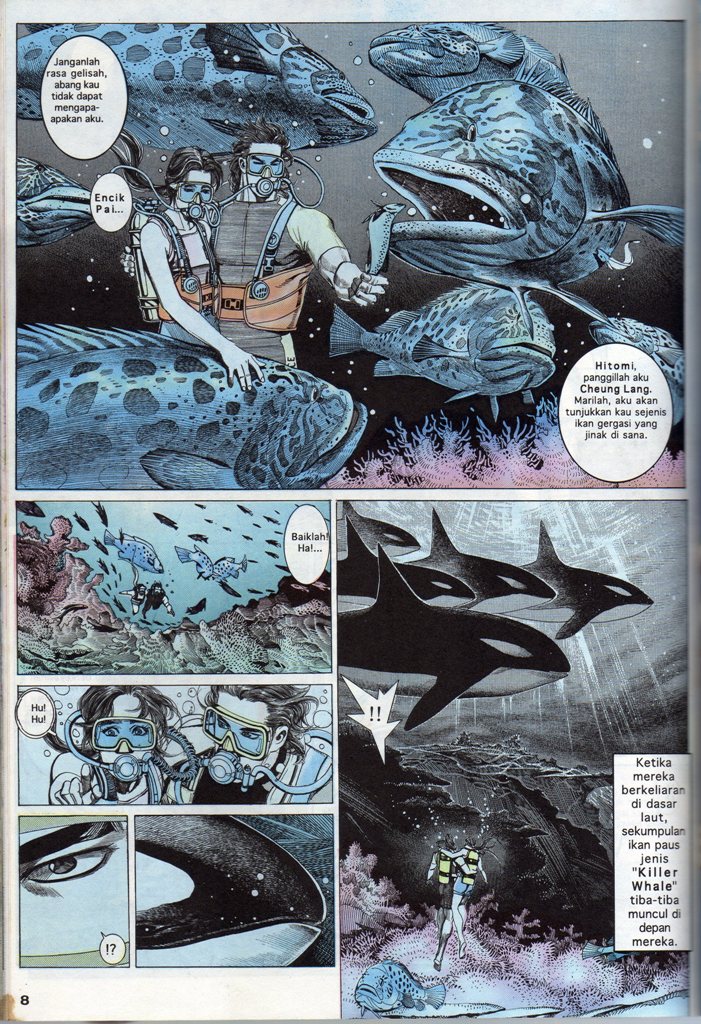 Janganlah
rasa gelisah,
abang kau
tidak dapat
mengapa-
apakan aku.
Encik
Pai...
Hitomi,
panggillah aku
Cheung Lang.
Marilah, aku akan
tunjukkan kau sejenis
ikan gergasi yang
jinak di sana.
Baiklah!
Ha!...
Hu!
Hu!
!!
!?
Ketika
mereka
berkeliaran
di dasar
laut,
sekumpulan
ikan paus
jenis
"Killer
Whale"
tiba-tiba
muncul di
depan
mereka.
8